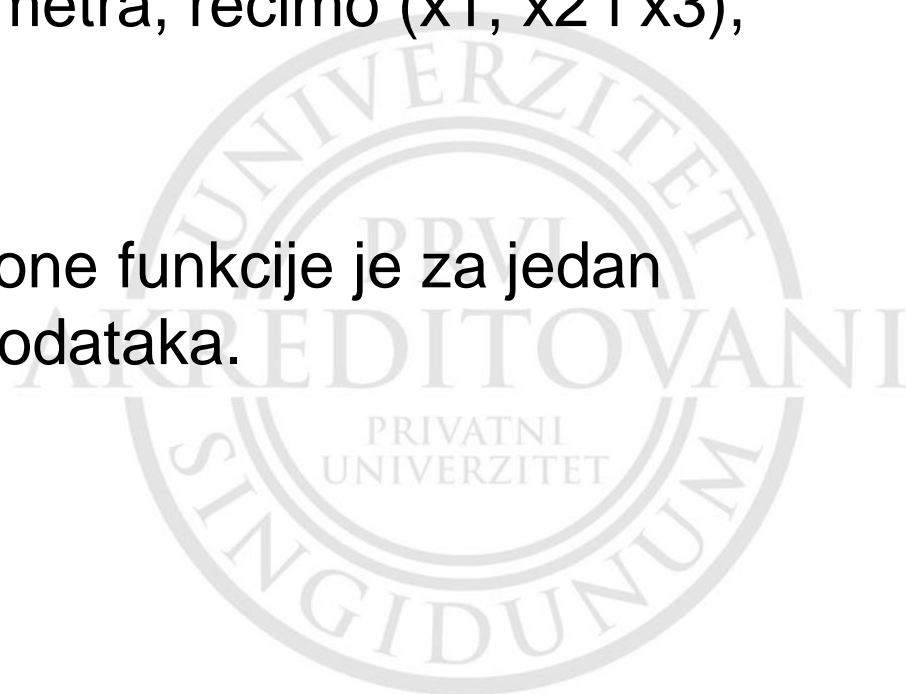 metra, recimo (x1, x2 i x3),
one funkcije je za jedan
odataka.
UNIVERZITET
PRVI
AKREDITOVANI
PRIVATNI
UNIVERZITET
SINGIDUNUM